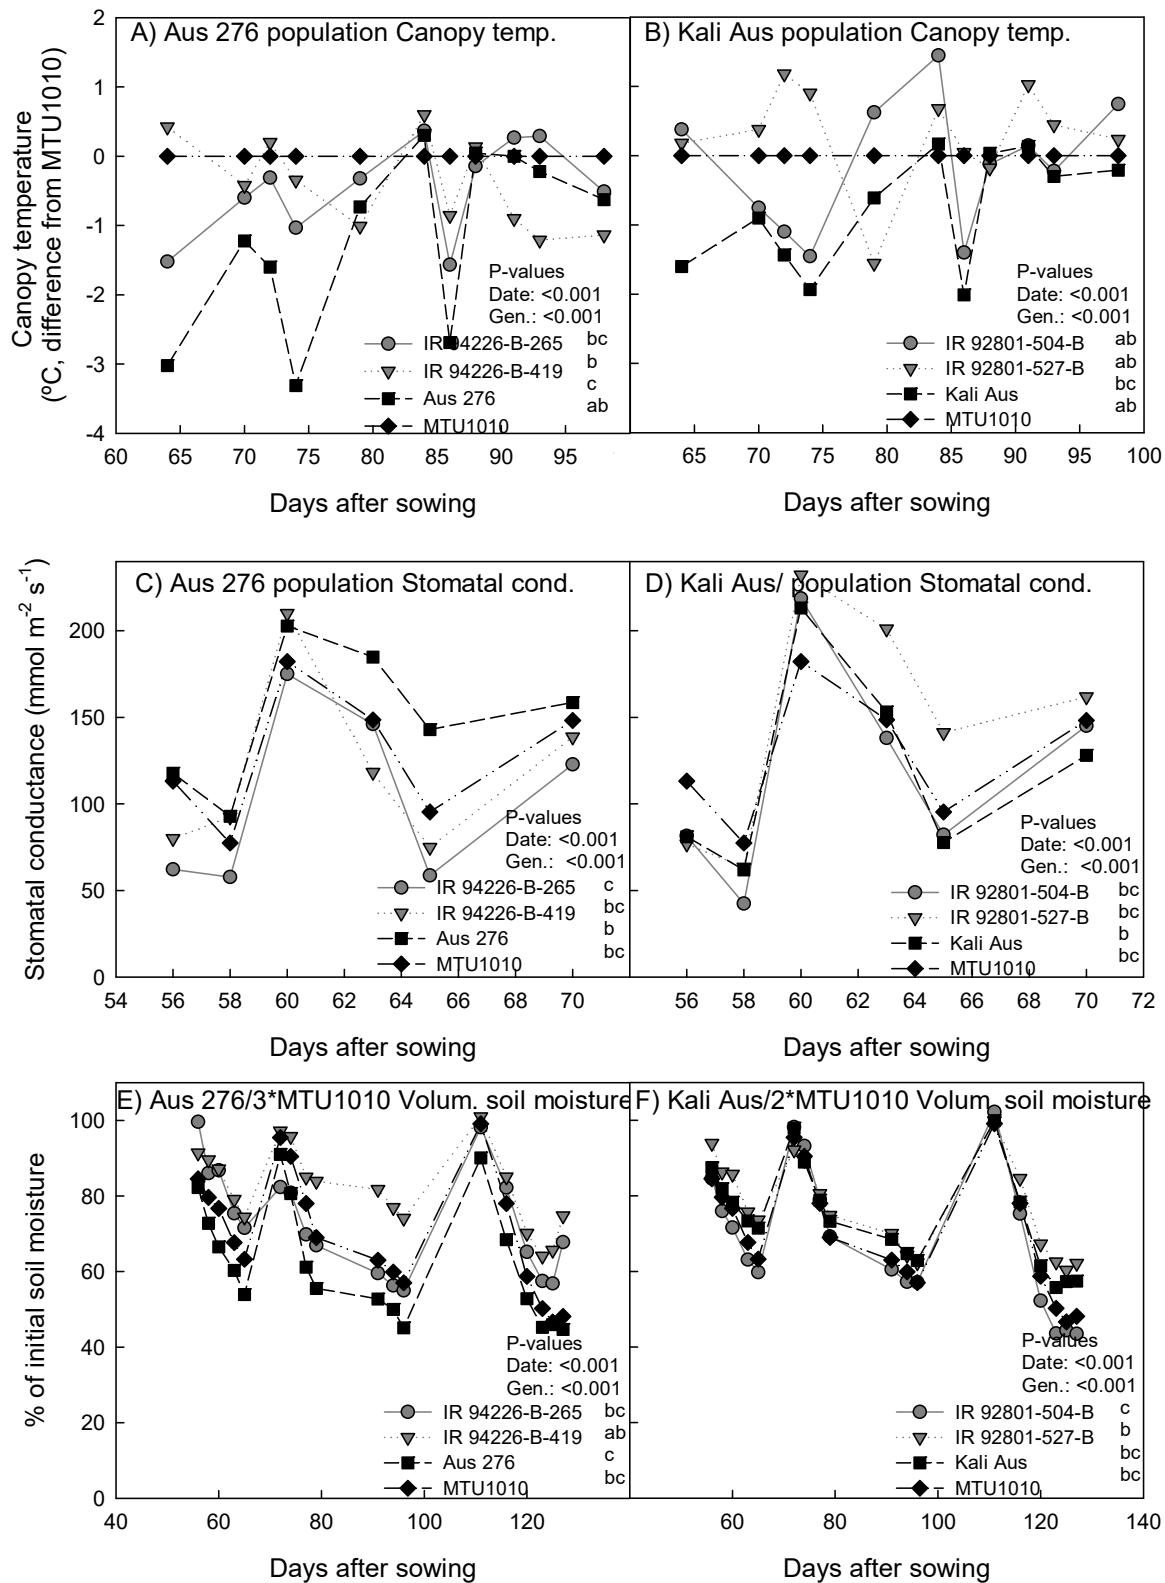 A) Aus 276 population Canopy temp.
B) Kali Aus population Canopy temp.
Canopy temperature
(ºC, difference from MTU1010)
2
1
0
-1
-2
-3
-4
P-values
Date: <0.001
Gen.: <0.001
IR 94226-B-265 bc
IR 94226-B-419 b
Aus 276 c
MTU1010 ab
P-values
Date: <0.001
Gen.: <0.001
IR 92801-504-B ab
IR 92801-527-B ab
Kali Aus bc
MTU1010 ab
60 65 70 75 80 85 90 95
65 70 75 80 85 90 95 100
Days after sowing
Days after sowing
C) Aus 276 population Stomatal cond.
D) Kali Aus/ population Stomatal cond.
Stomatal conductance (mmol m-2 s-1)
200
150
100
50
0
P-values
Date: <0.001
Gen.: <0.001
IR 94226-B-265 c
IR 94226-B-419 bc
Aus 276 b
MTU1010 bc
P-values
Date: <0.001
Gen.: <0.001
IR 92801-504-B bc
IR 92801-527-B bc
Kali Aus b
MTU1010 bc
54 56 58 60 62 64 66 68 70
56 58 60 62 64 66 68 70 72
Days after sowing
Days after sowing
E) Aus 276/3*MTU1010 Volum. soil moisture
F) Kali Aus/2*MTU1010 Volum. soil moisture
% of initial soil moisture
100
80
60
40
20
0
P-values
Date: <0.001
Gen.: <0.001
IR 94226-B-265 bc
IR 94226-B-419 ab
Aus 276 c
MTU1010 bc
P-values
Date: <0.001
Gen.: <0.001
IR 92801-504-B c
IR 92801-527-B b
Kali Aus bc
MTU1010 bc
40 60 80 100 120
60 80 100 120 140
Days after sowing
Days after sowing